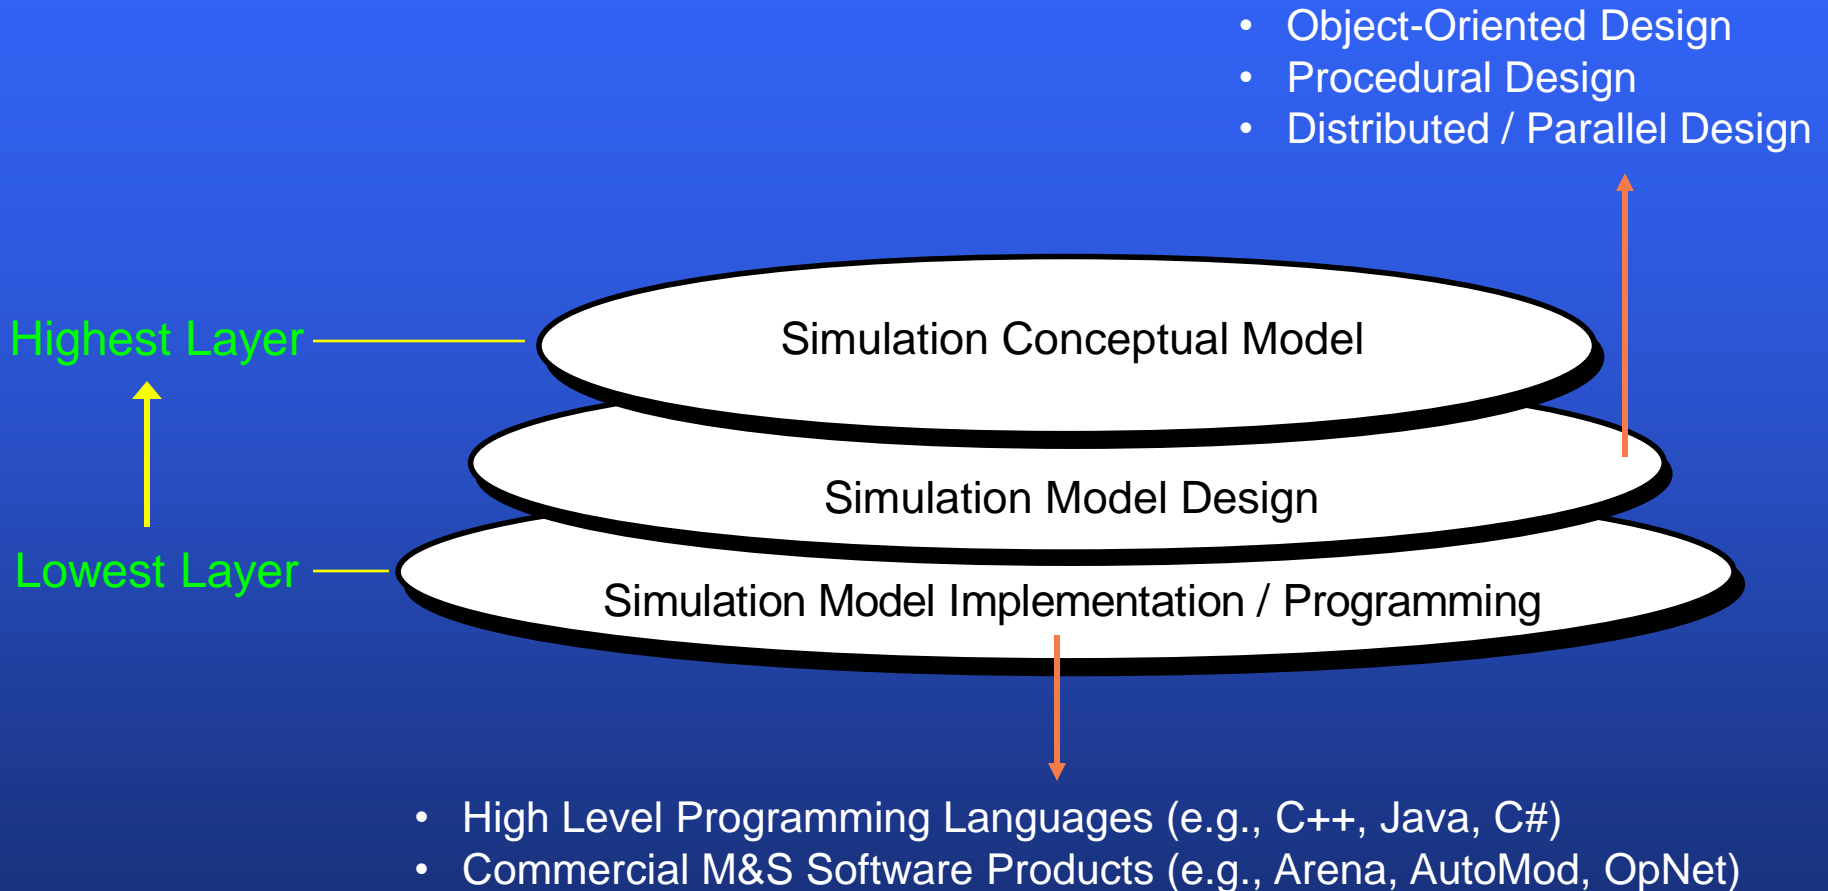 • Object-Oriented Design
• Procedural Design
• Distributed / Parallel Design
Highest Layer
Simulation Conceptual Model
Simulation Model Design
Lowest Layer
Simulation Model Implementation / Programming
• High Level Programming Languages (e.g., C++, Java, C#)
• Commercial M&S Software Products (e.g., Arena, AutoMod, OpNet)